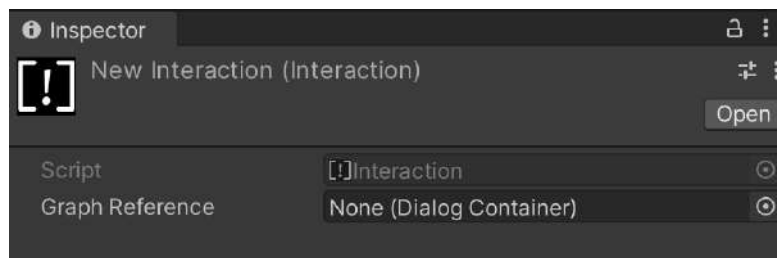 Inspector
[!] New Interaction (Interaction)
Open
Script [!]Interaction
Graph Reference None (Dialog Container)